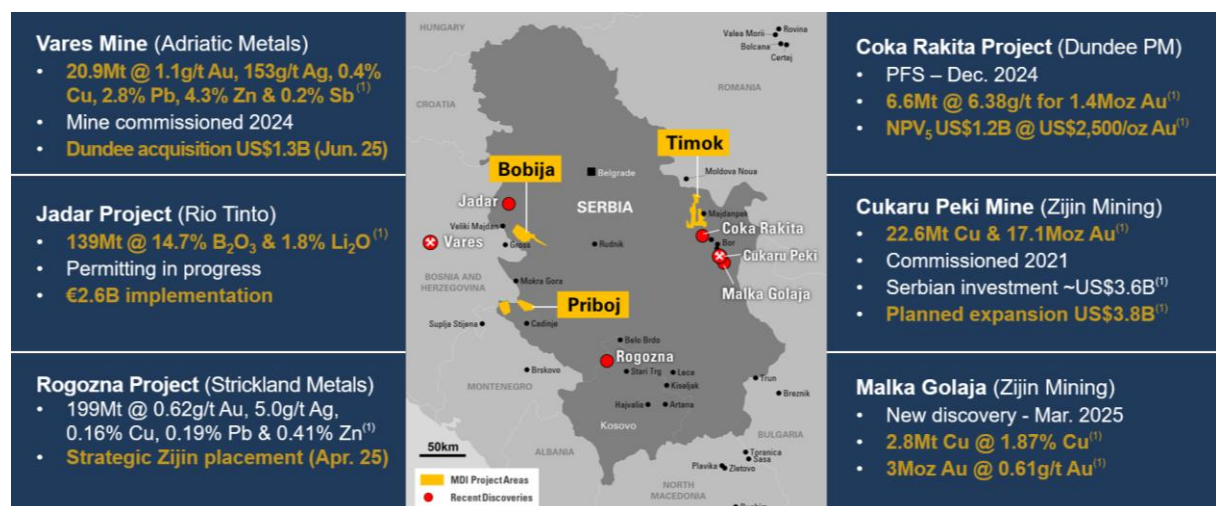 Vares Mine (Adriatic Metals)
• 20.9Mt @ 1.1g/t Au, 153g/t Ag, 0.4%
Cu, 2.8% Pb, 4.3% Zn & 0.2% Sb(1)
• Mine commissioned 2024
• Dundee acquisition US$1.3B (Jun. 25)
Jadar Project (Rio Tinto)
• 139Mt @ 14.7% B2O3 & 1.8% Li2O(1)
• Permitting in progress
• €2.6B implementation
Rogozna Project (Strickland Metals)
• 199Mt @ 0.62g/t Au, 5.0g/t Ag,
0.16% Cu, 0.19% Pb & 0.41% Zn(1)
• Strategic Zijin placement (Apr. 25)
HUNGARY
Valea Morii
Rovina
Bolcana
Certej
CROATIA
ROMANIA
Timok
Bobija
Belgrade
Moldova Noua
Jadar
SERBIA
Majdanpek
Veliki Majdan
Coka Rakita
Vares
Gross
Rudnik
Bor
Cukaru Peki
BOSNIA AND
HERZEGOVINA
Mokra Gora
Malka Golaja
Priboj
Suplja Stijena
Cadinje
Belo Brdo
Rogozna
Brskovo
Stari Trg
Lece
Trun
MONTENEGRO
Kiseljak
Breznik
Hajvalia
Artana
Kosovo
BULGARIA
50km
ALBANIA
Toranica
Sasa
Plavika
Zletovo
MDI Project Areas
NORTH
MACEDONIA
Recent Discoveries
Coka Rakita Project (Dundee PM)
• PFS – Dec. 2024
• 6.6Mt @ 6.38g/t for 1.4Moz Au(1)
• NPV5 US$1.2B @ US$2,500/oz Au(1)
Cukaru Peki Mine (Zijin Mining)
• 22.6Mt Cu & 17.1Moz Au(1)
• Commissioned 2021
• Serbian investment ~US$3.6B(1)
• Planned expansion US$3.8B(1)
Malka Golaja (Zijin Mining)
• New discovery - Mar. 2025
• 2.8Mt Cu @ 1.87% Cu(1)
• 3Moz Au @ 0.61g/t Au(1)